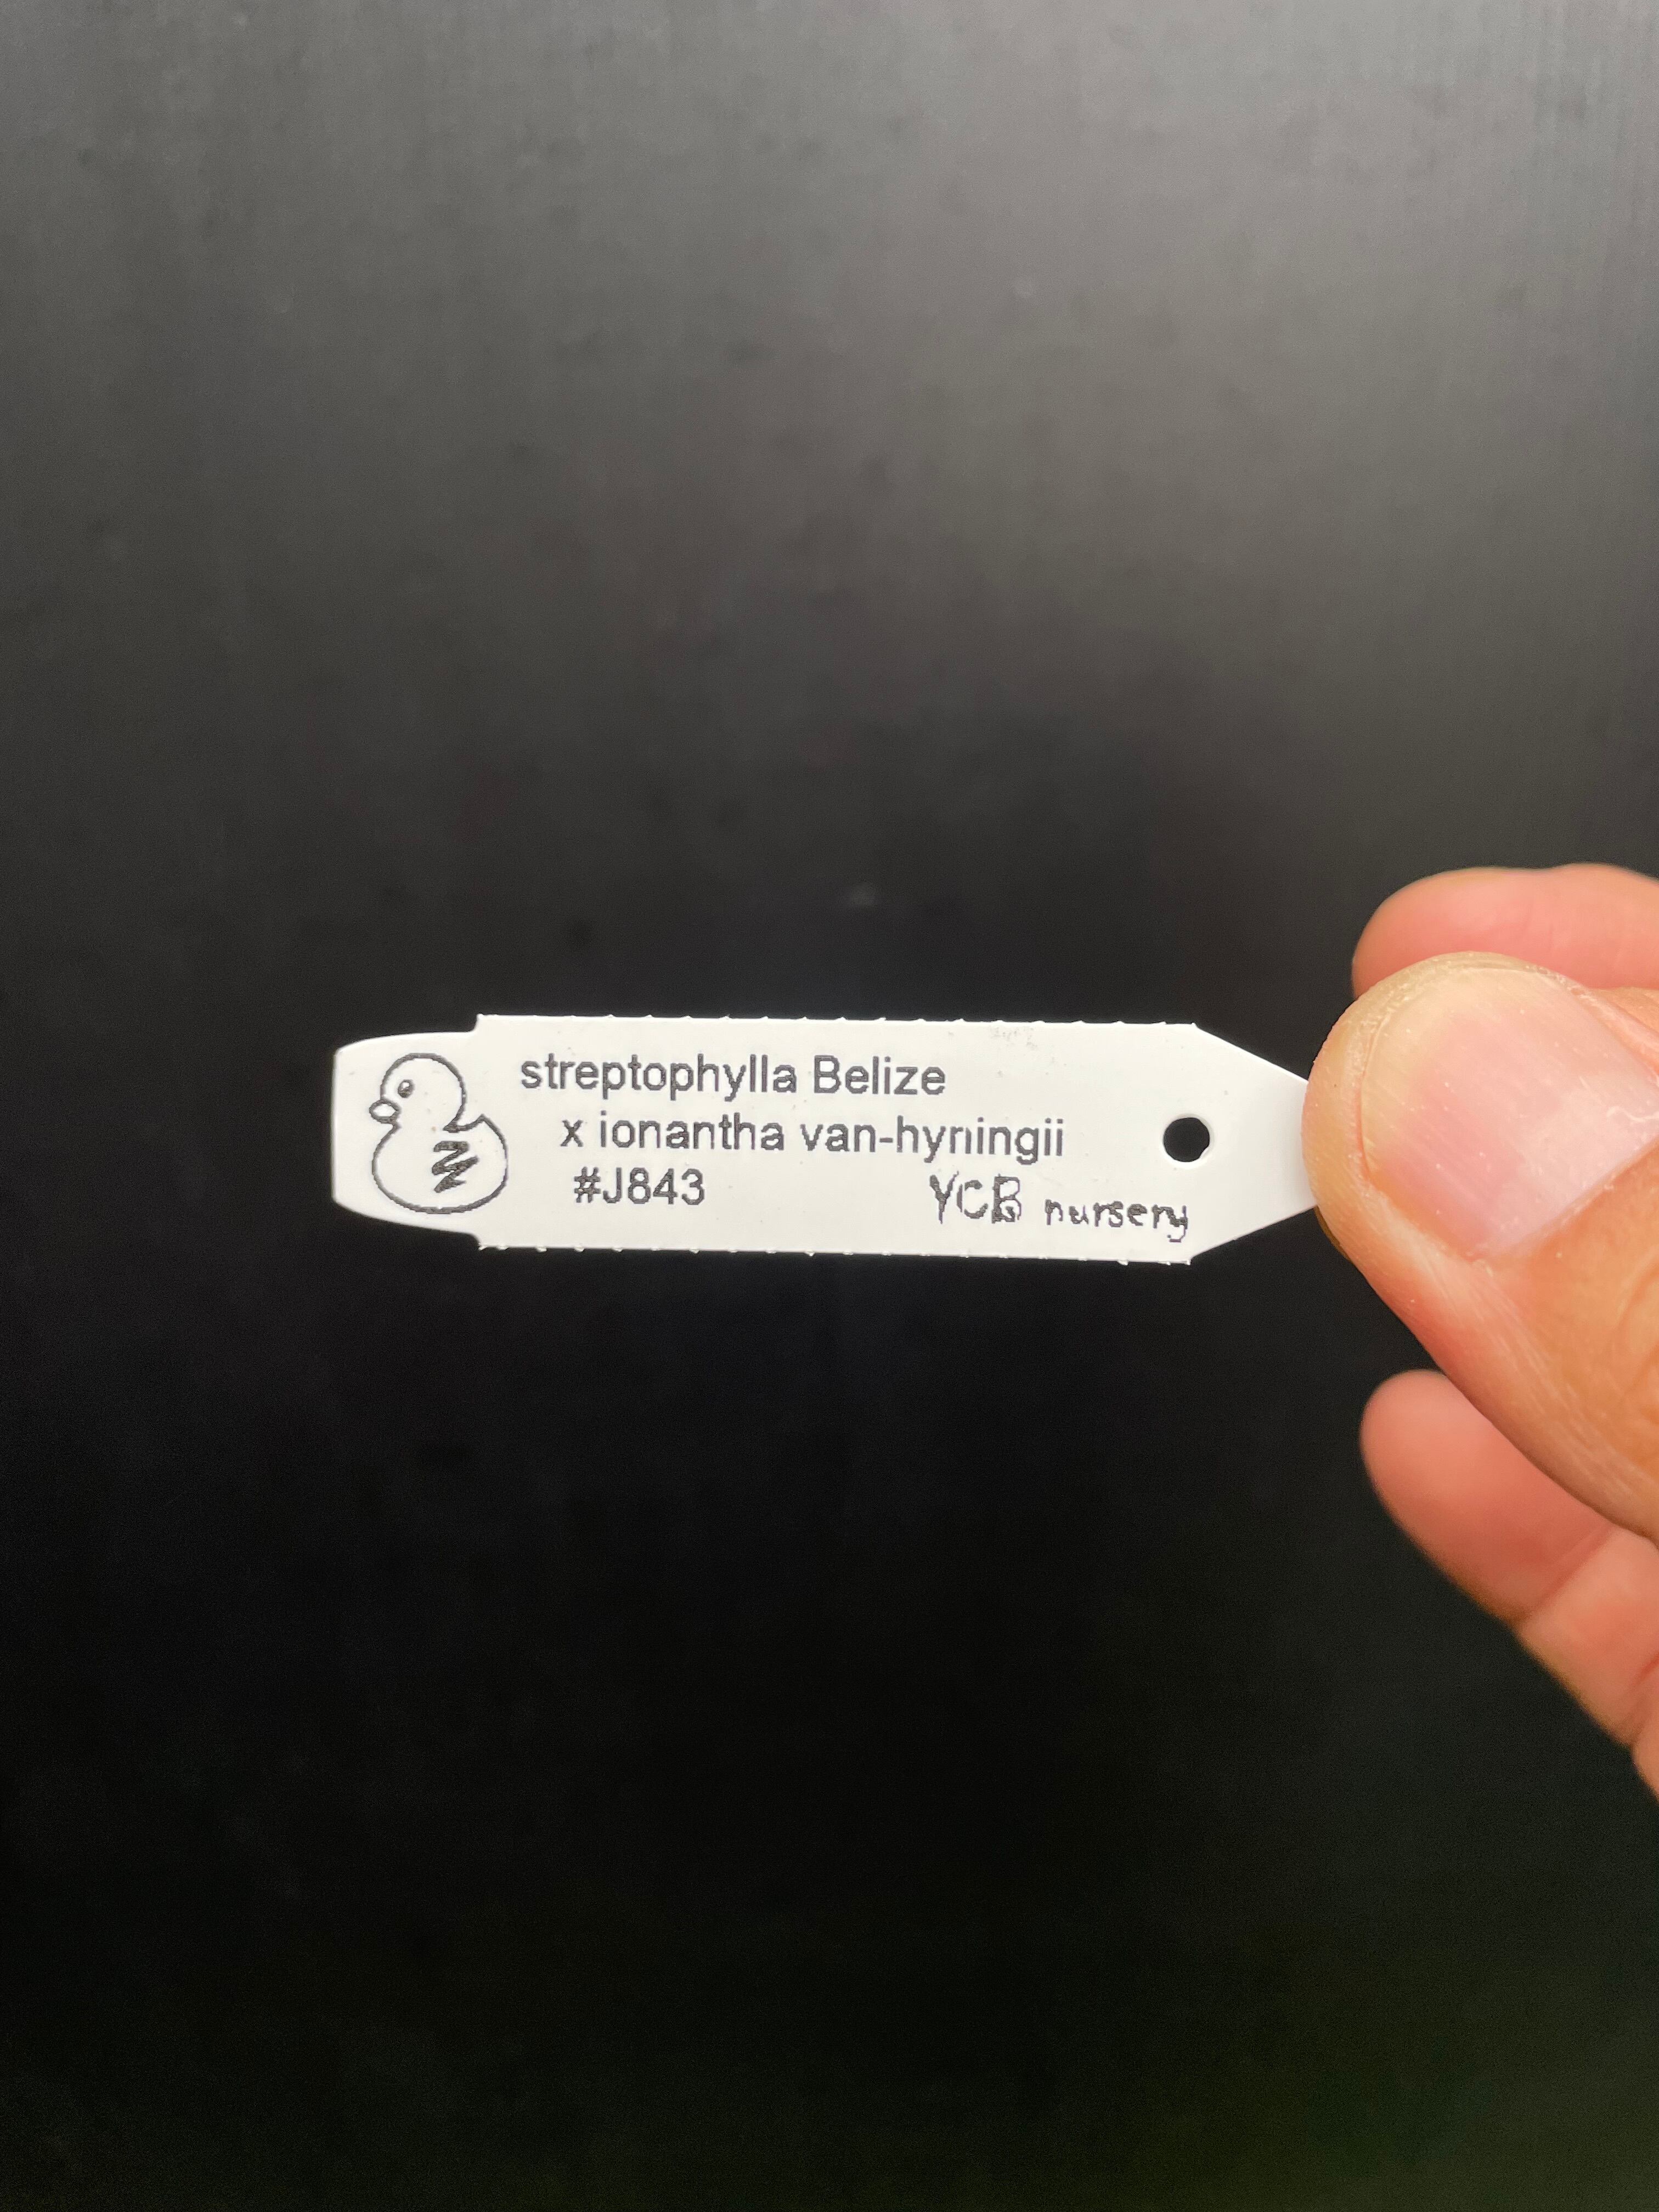 streptophylla Belize
x ionantha van-hyningii
#J843
YCB nursery